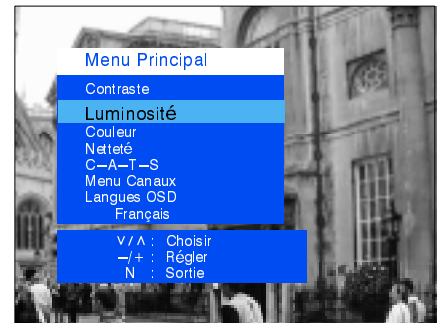 Menu Principal
Contraste
Luminosité
Couleur
Netteté
C–A–T–S
Menu Canaux
Langues OSD
Français
∨/∧ : Choisir
–/+ : Régler
N : Sortie